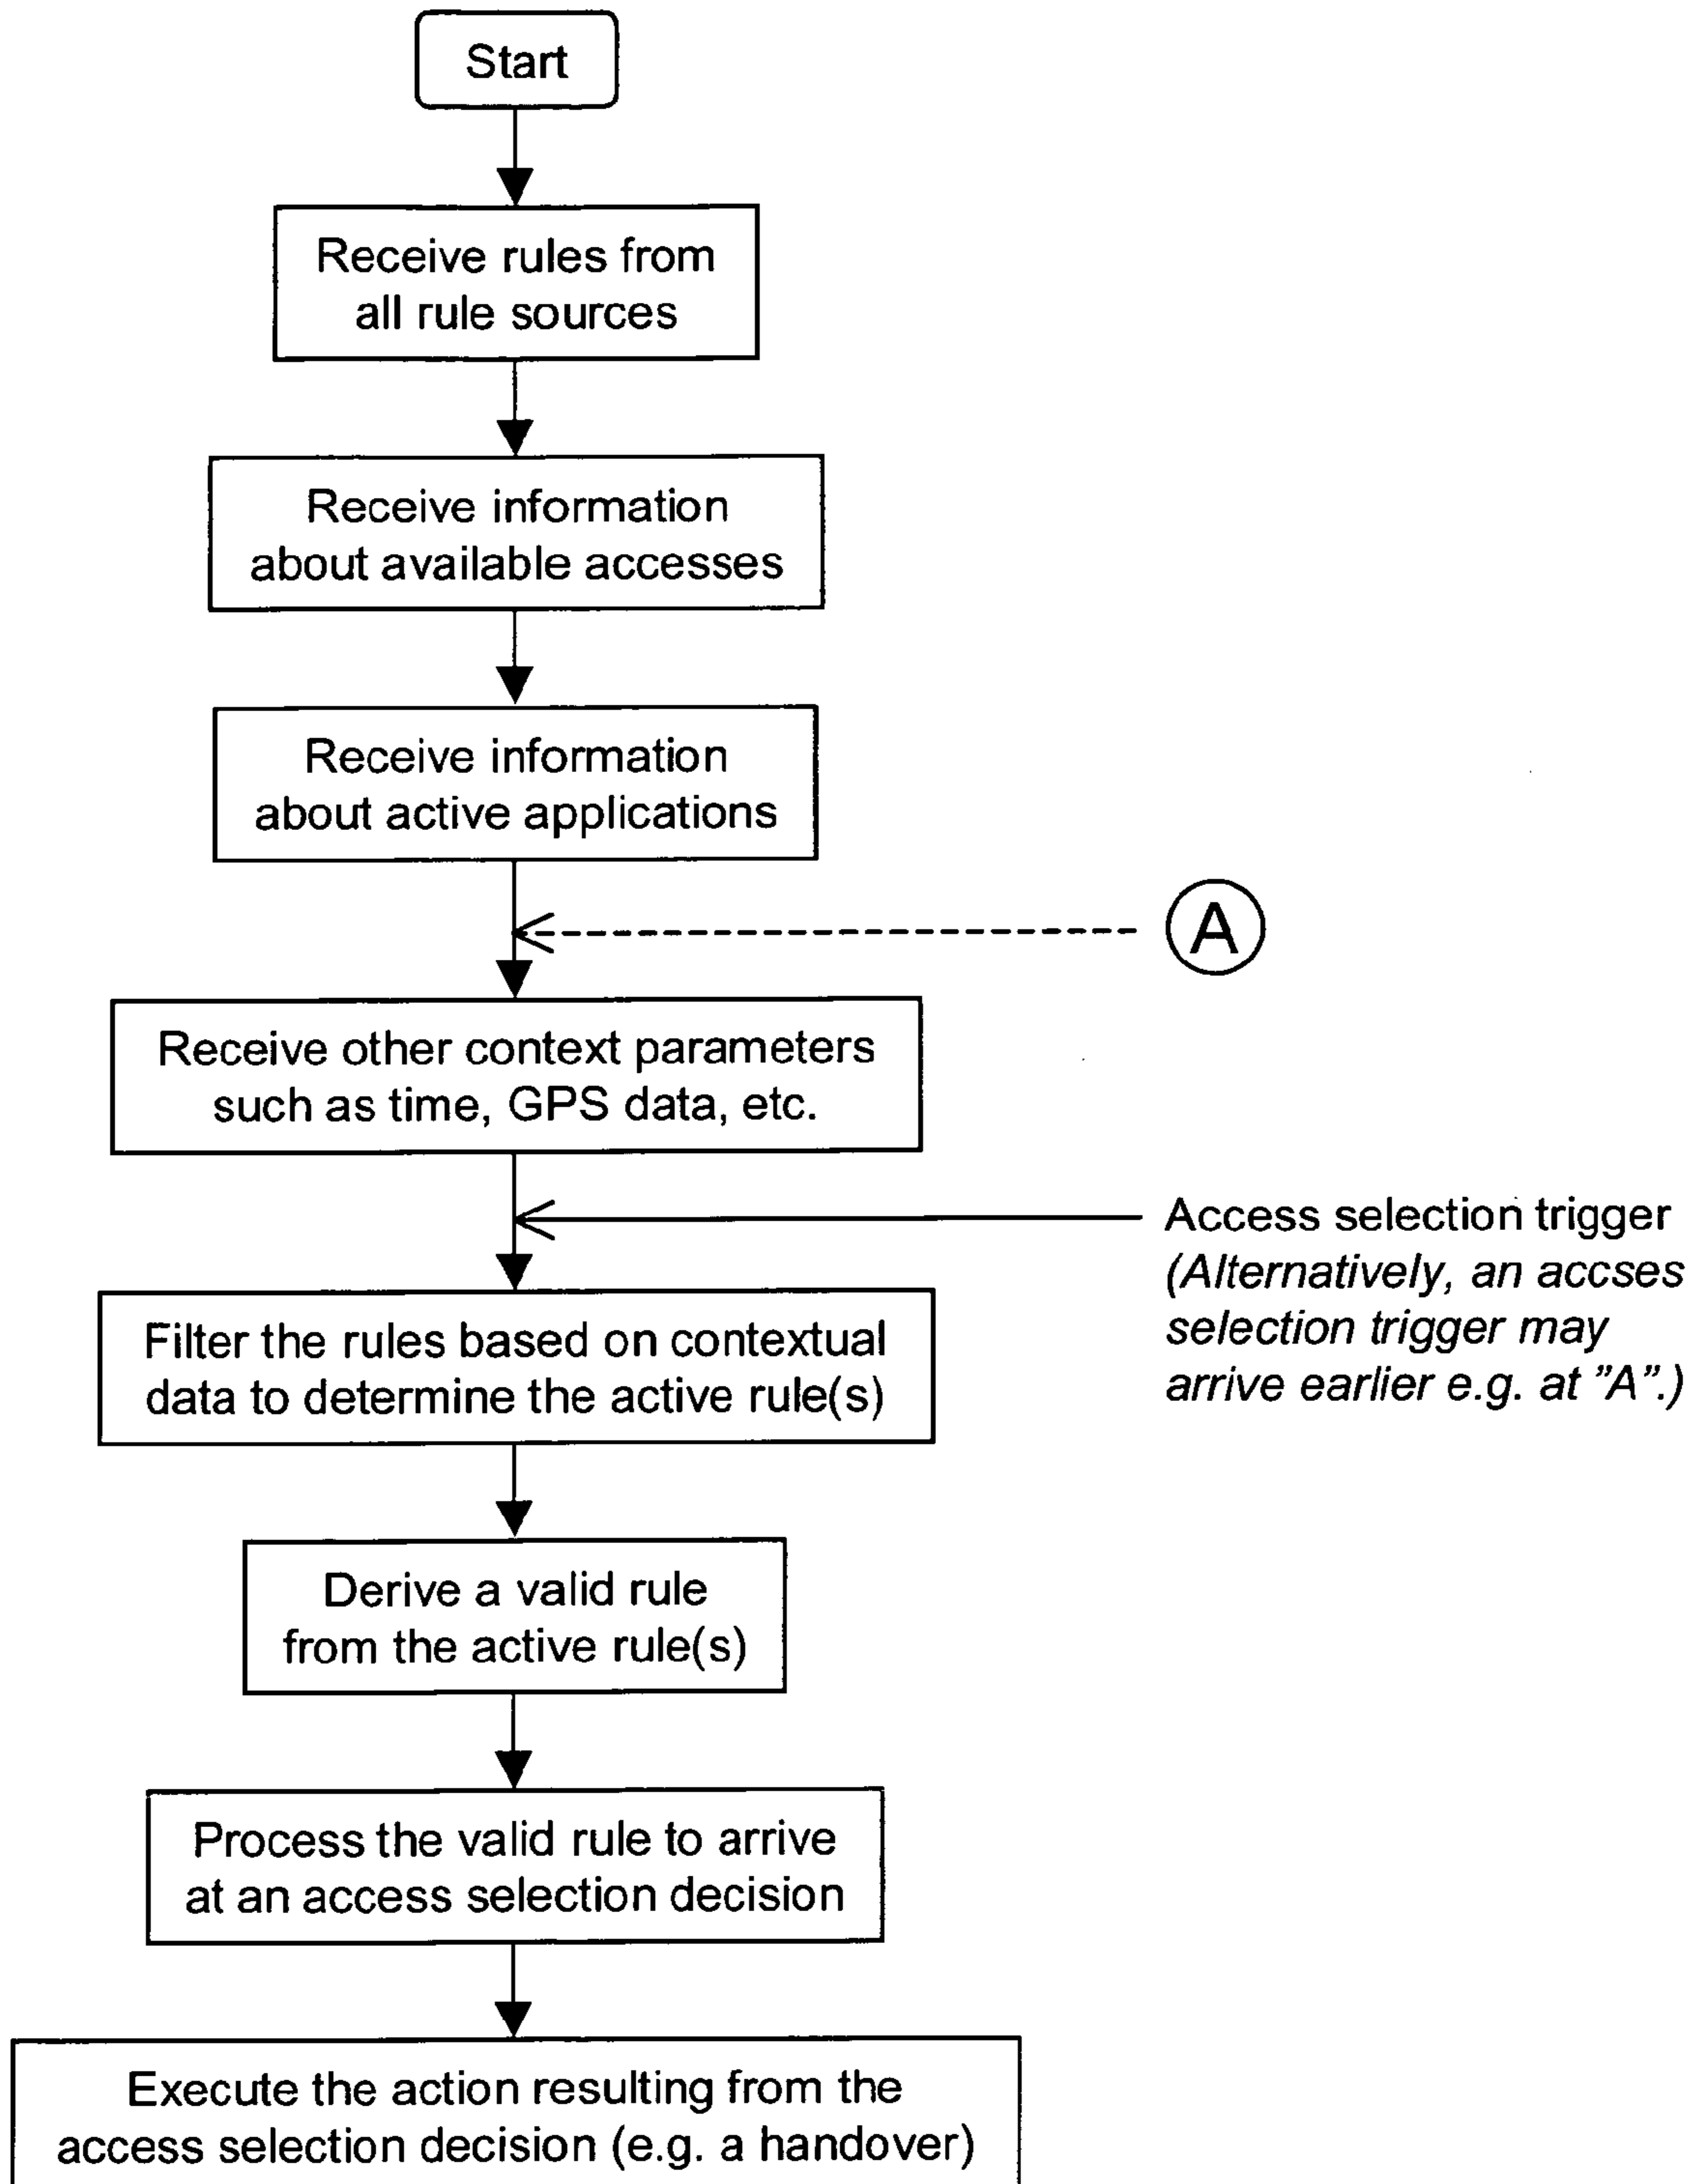 Start
Receive rules from
all rule sources
Receive information
about available accesses
Receive information
about active applications
A
Receive other context parameters
such as time, GPS data, etc.
Access selection trigger
(Alternatively, an accses
selection trigger may
arrive earlier e.g. at ”A”.)
Filter the rules based on contextual
data to determine the active rule(s)
Derive a valid rule
from the active rule(s)
Process the valid rule to arrive
at an access selection decision
Execute the action resulting from the
access selection decision (e.g. a handover)